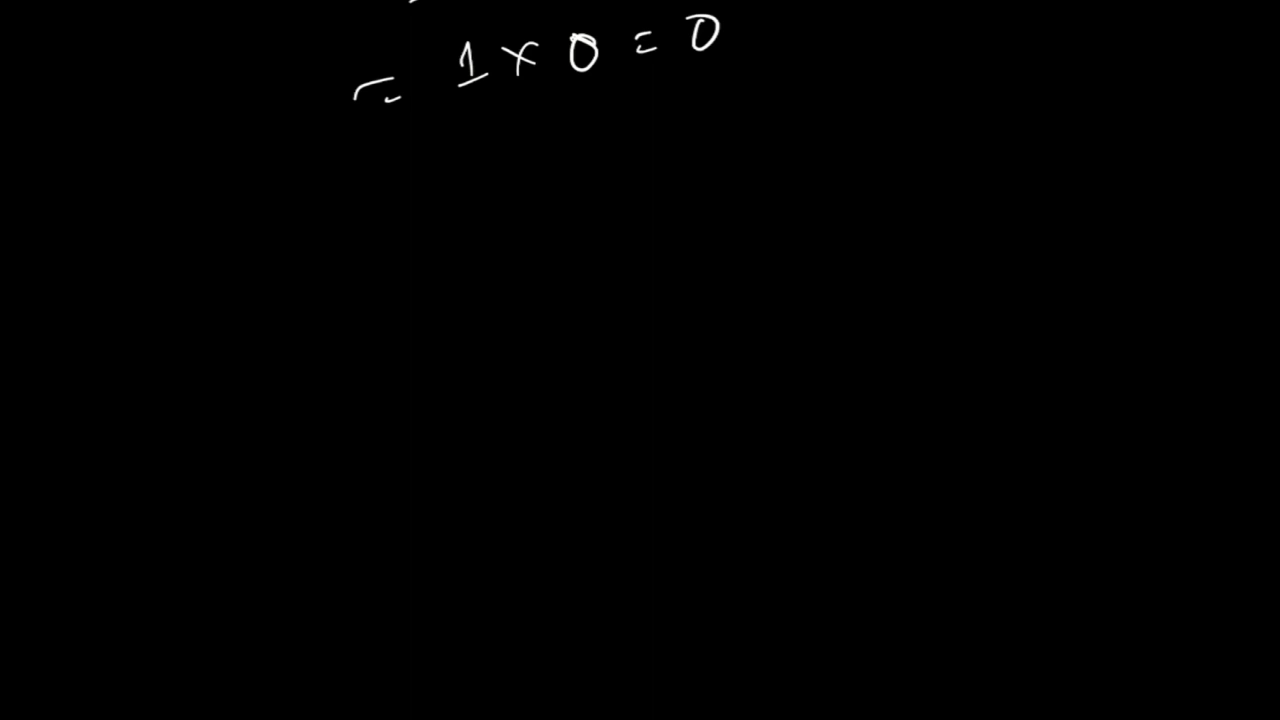 = 1 × 0 = 0